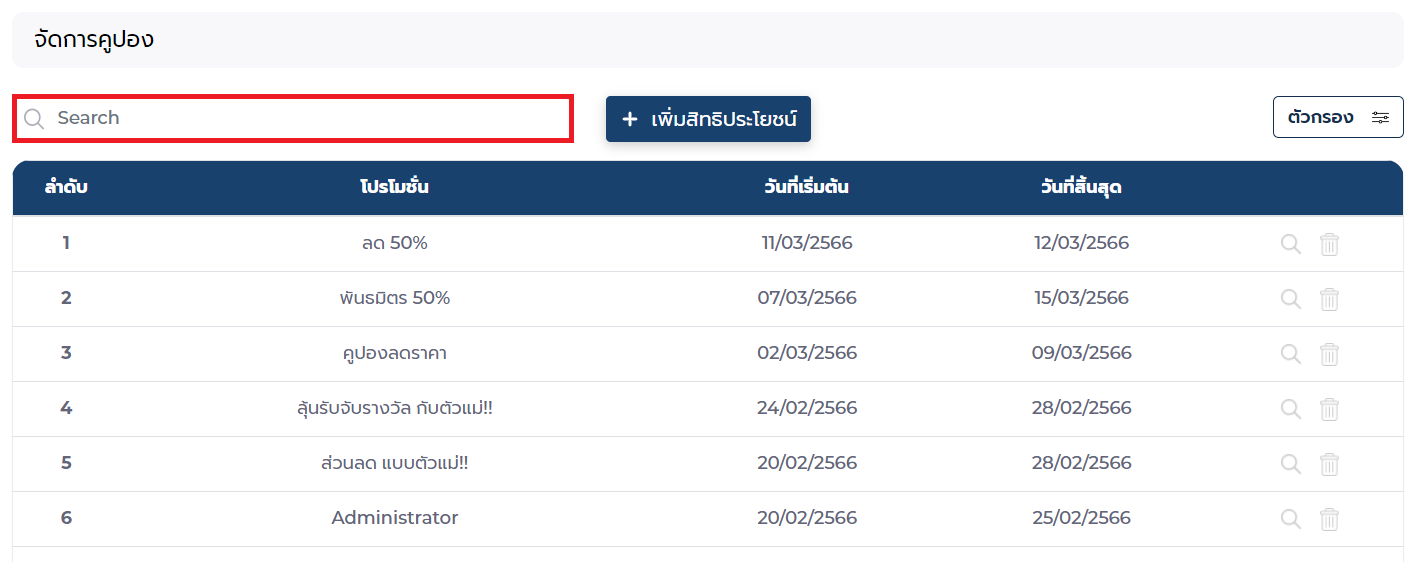 จัดการคูปอง
Search
+ เพิ่มสิทธิประโยชน์
ตัวกรอง
ลำดับ โปรโมชั่น วันที่เริ่มต้น วันที่สิ้นสุด
1 ลด 50% 11/03/2566 12/03/2566
2 พันธมิตร 50% 07/03/2566 15/03/2566
3 คูปองลดราคา 02/03/2566 09/03/2566
4 ลุ้นรับจับรางวัล กับตัวแม่!! 24/02/2566 28/02/2566
5 ส่วนลด แบบตัวแม่!! 20/02/2566 28/02/2566
6 Administrator 20/02/2566 25/02/2566